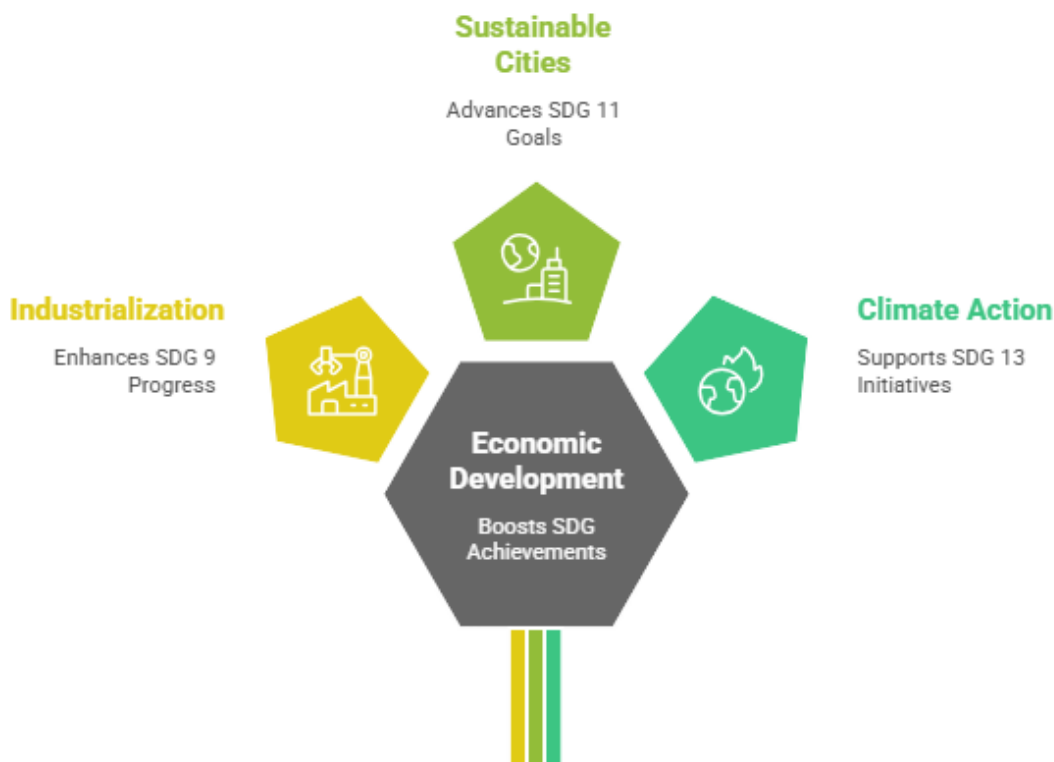 Sustainable
Cities
Advances SDG 11
Goals
Industrialization
Enhances SDG 9
Progress
Climate Action
Supports SDG 13
Initiatives
Economic
Development
Boosts SDG
Achievements